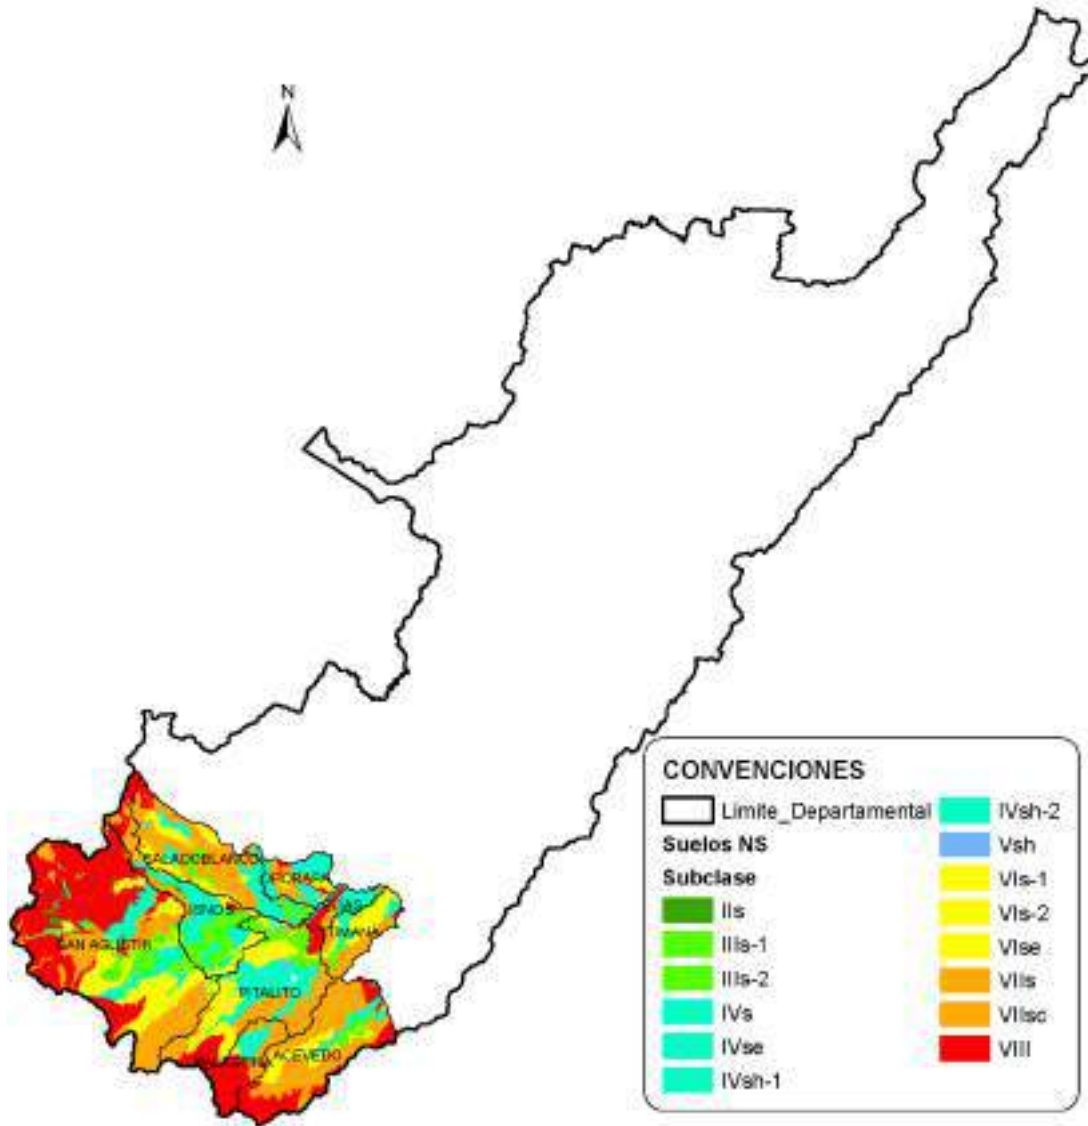 N
SALADOBLANCO
OPORAPA
ISNOS
TIMANA
SAN AGUSTIN
PITALITO
ACEVEDO
CONVENCIONES
Limite_Departamental
Suelos NS
Subclase
IIs
IIIs-1
IIIs-2
IVs
IVse
IVsh-1
IVsh-2
Vsh
VIs-1
VIs-2
VIse
VIIs
VIIsc
VIII